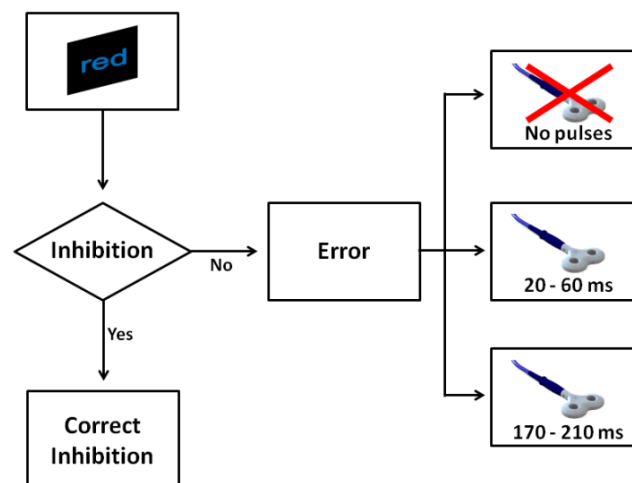 red
No pulses
Inhibition
No
Error
20 - 60 ms
Yes
Correct
Inhibition
170 - 210 ms